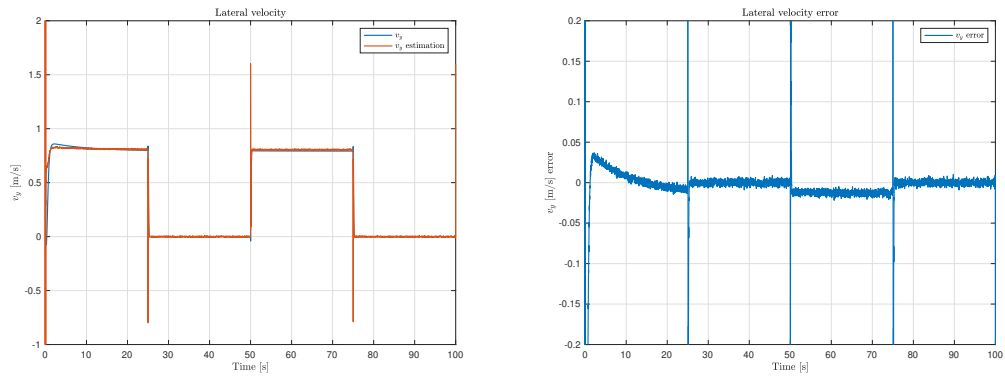 Lateral velocity
2
1.5
1
0.5
0
-0.5
-1
0 10 20 30 40 50 60 70 80 90 100
v_y [m/s]
Time [s]
v_y
v_y estimation
Lateral velocity error
0.2
0.15
0.1
0.05
0
-0.05
-0.1
-0.15
-0.2
0 10 20 30 40 50 60 70 80 90 100
v_y [m/s] error
Time [s]
v_y error